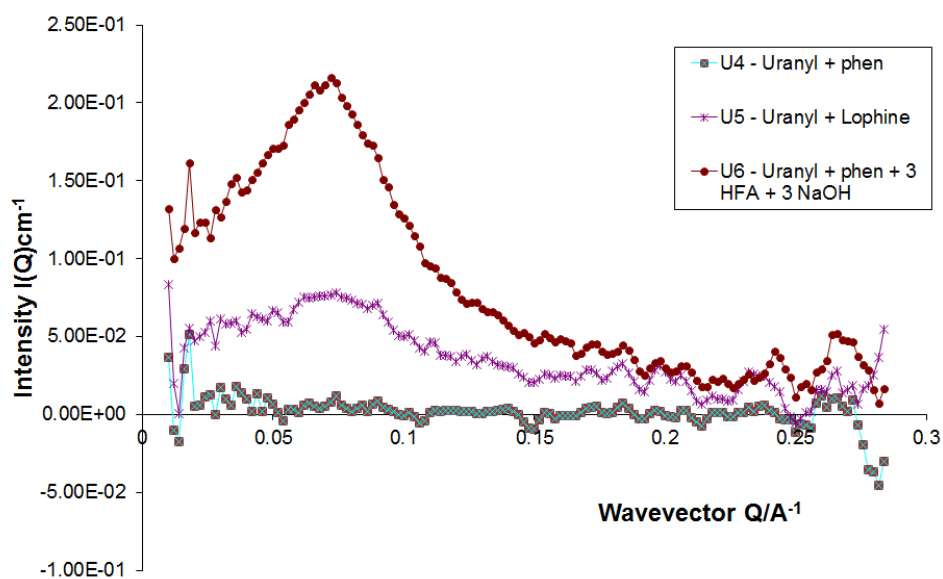 2.50E-01
2.00E-01
1.50E-01
1.00E-01
5.00E-02
0.00E+00
-5.00E-02
-1.00E-01
Intensity I(Q)cm-1
0
0.05
0.1
0.15
0.2
0.25
0.3
Wavevector Q/A-1
U4 - Uranyl + phen
U5 - Uranyl + Lophine
U6 - Uranyl + phen + 3
HFA + 3 NaOH